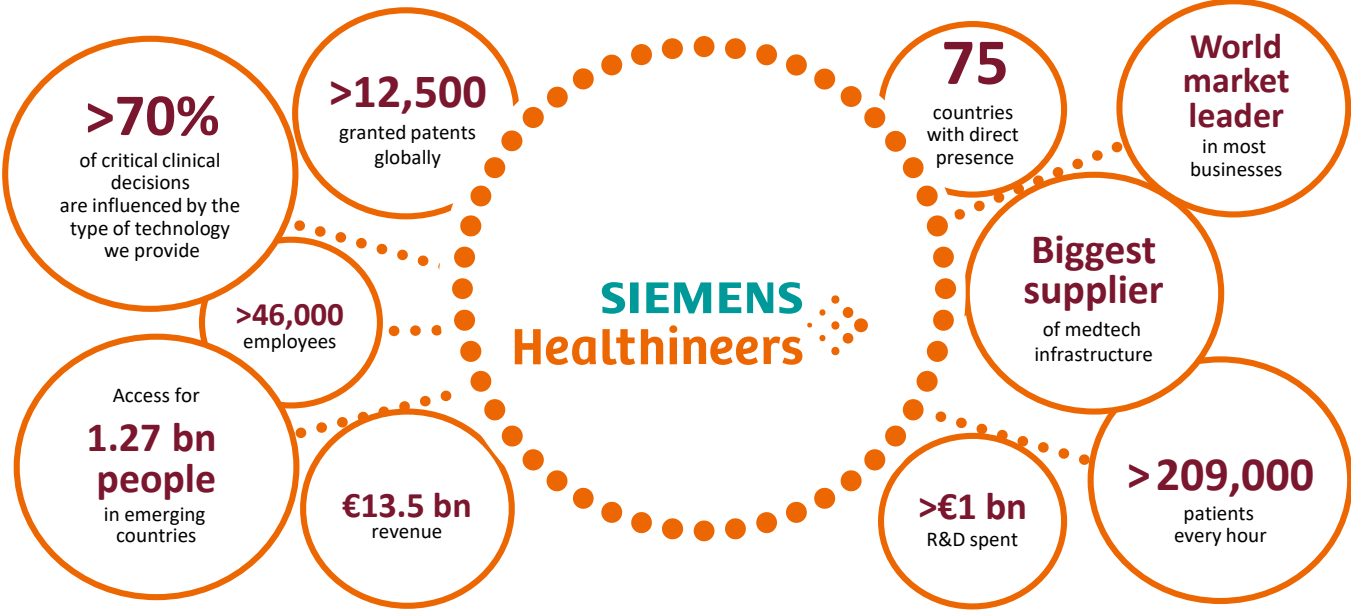 >70%
of critical clinical
decisions
are influenced by the
type of technology
we provide
>12,500
granted patents
globally
>46,000
employees
Access for
1.27 bn
people
in emerging
countries
€13.5 bn
revenue
SIEMENS
Healthineers
75
countries
with direct
presence
World
market
leader
in most
businesses
Biggest
supplier
of medtech
infrastructure
>€1 bn
R&D spent
>209,000
patients
every hour